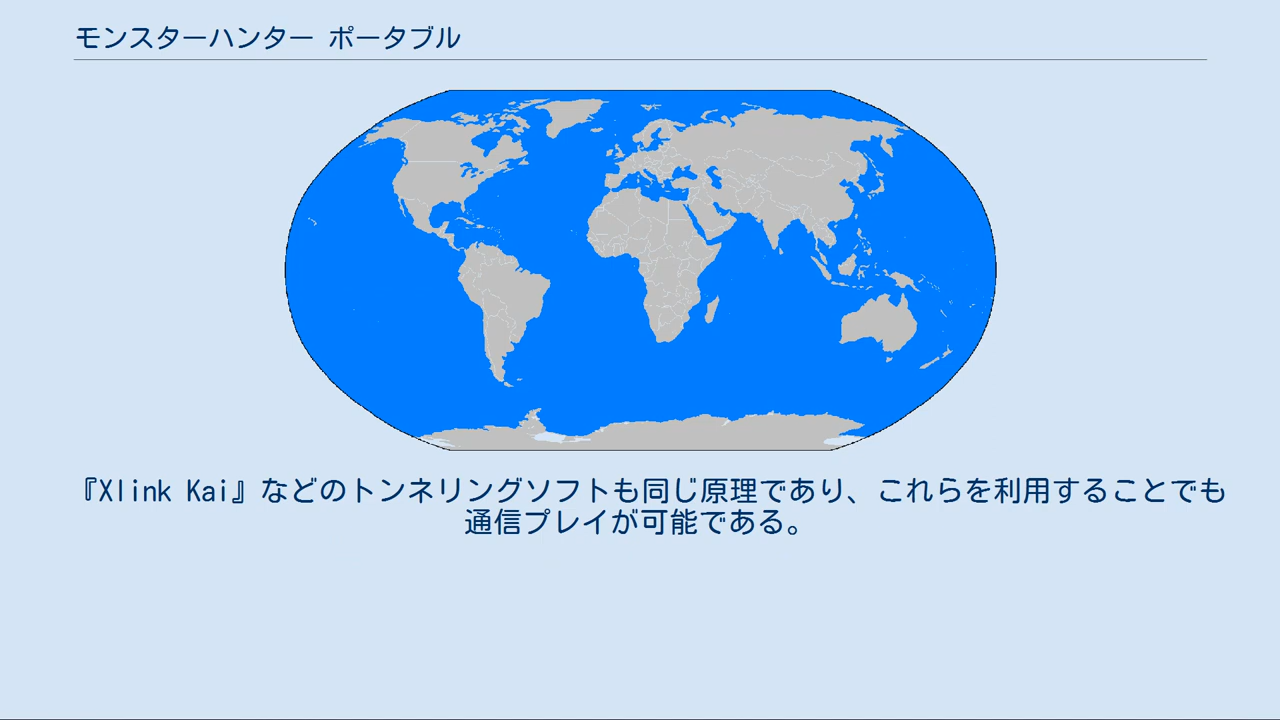 モンスターハンター ポータブル
『Xlink Kai』などのトンネリングソフトも同じ原理であり、これらを利用することでも
通信プレイが可能である。